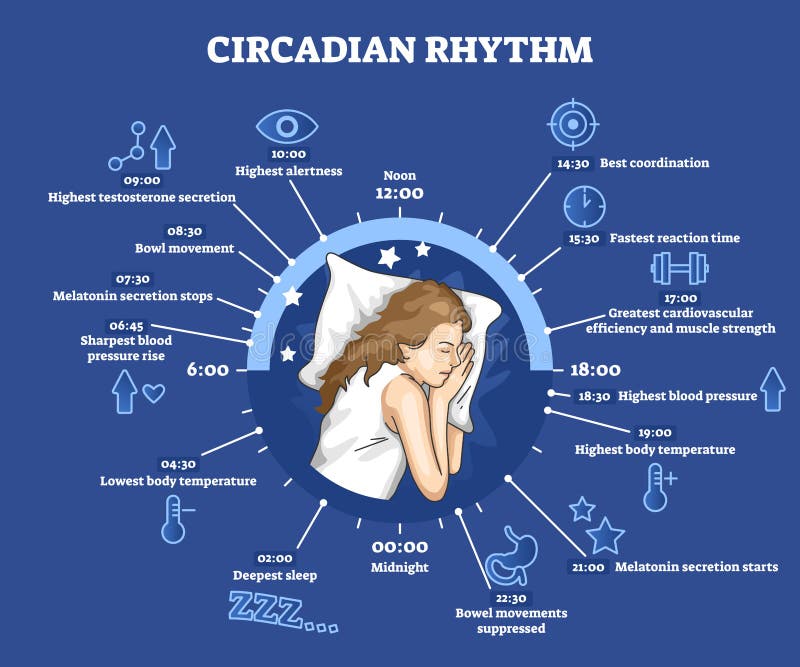 CIRCADIAN RHYTHM
10:00
Highest alertness
Noon
12:00
14:30 Best coordination
09:00
Highest testosterone secretion
15:30 Fastest reaction time
08:30
Bowl movement
07:30
Melatonin secretion stops
17:00
Greatest cardiovascular
efficiency and muscle strength
06:45
Sharpest blood
pressure rise
6:00
18:00
18:30 Highest blood pressure
19:00
Highest body temperature
04:30
Lowest body temperature
21:00 Melatonin secretion starts
02:00
Deepest sleep
ZZZ...
00:00
Midnight
22:30
Bowel movements
suppressed
dreamstime